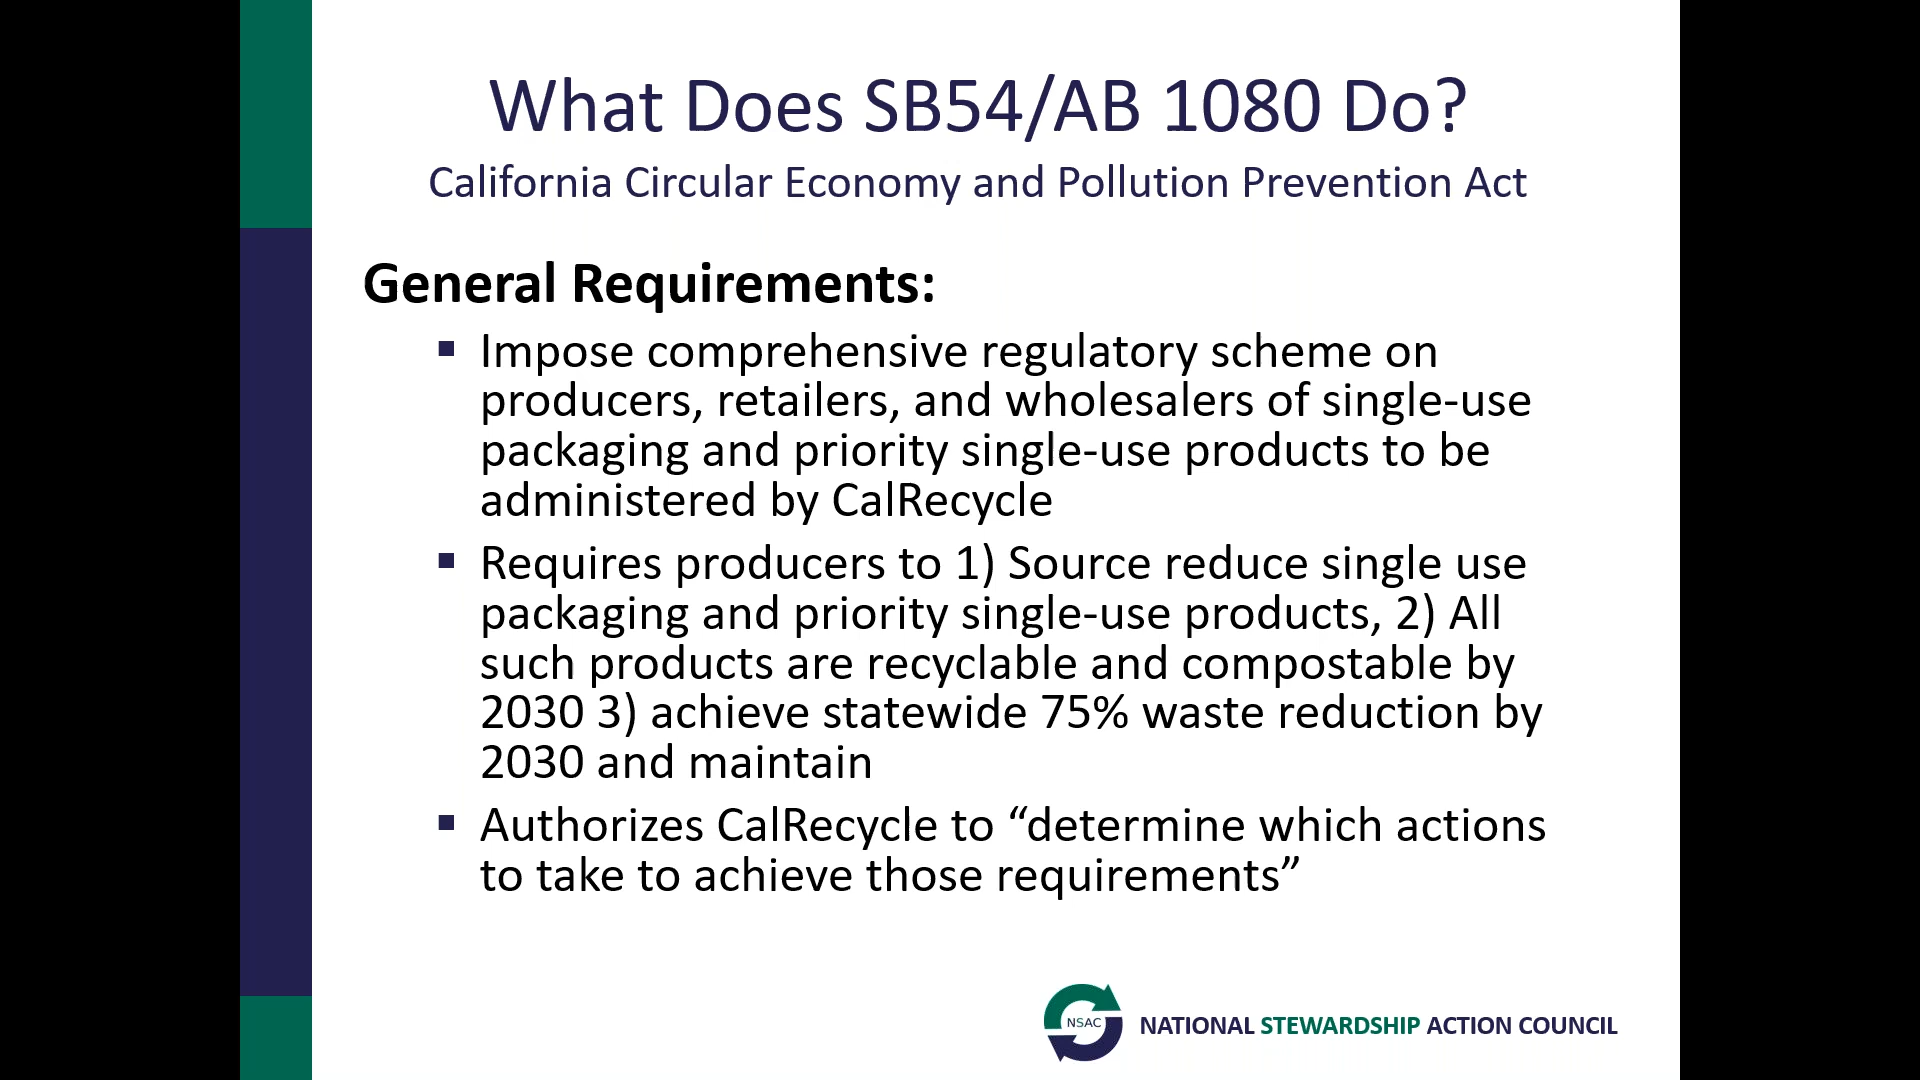 What Does SB54/AB 1080 Do?
California Circular Economy and Pollution Prevention Act
General Requirements:
▪ Impose comprehensive regulatory scheme on
producers, retailers, and wholesalers of single-use
packaging and priority single-use products to be
administered by CalRecycle
▪ Requires producers to 1) Source reduce single use
packaging and priority single-use products, 2) All
such products are recyclable and compostable by
2030 3) achieve statewide 75% waste reduction by
2030 and maintain
▪ Authorizes CalRecycle to “determine which actions
to take to achieve those requirements”
NSAC
NATIONAL STEWARDSHIP ACTION COUNCIL